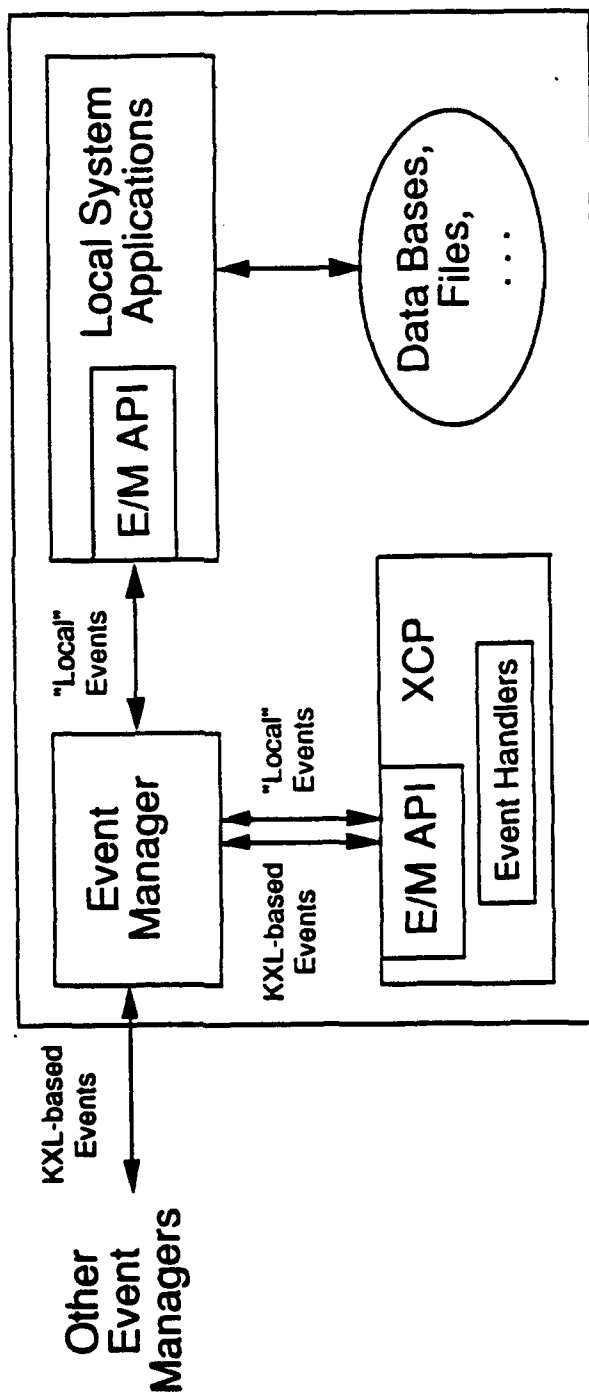 Other
Event
Managers
KXL-based
Events
Event
Manager
"Local"
Events
E/M API
Local System
Applications
KXL-based
Events
"Local"
Events
E/M API
XCP
Event Handlers
Data Bases,
Files,
. . .